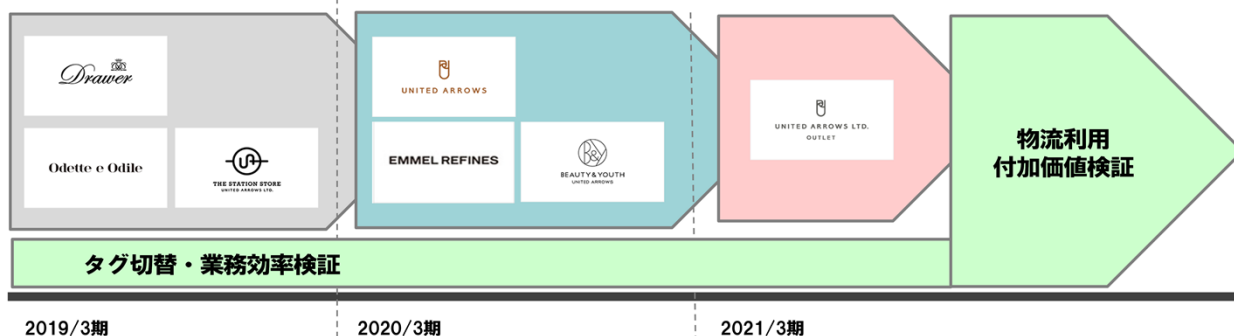 Drawer
Odette e Odile
UA
THE STATION STORE
UNITED ARROWS LTD.
UNITED ARROWS
EMMEL REFINES
B&Y
BEAUTY&YOUTH
UNITED ARROWS
UNITED ARROWS LTD.
OUTLET
物流利用
付加価値検証
タグ切替・業務効率検証
2019/3期
2020/3期
2021/3期